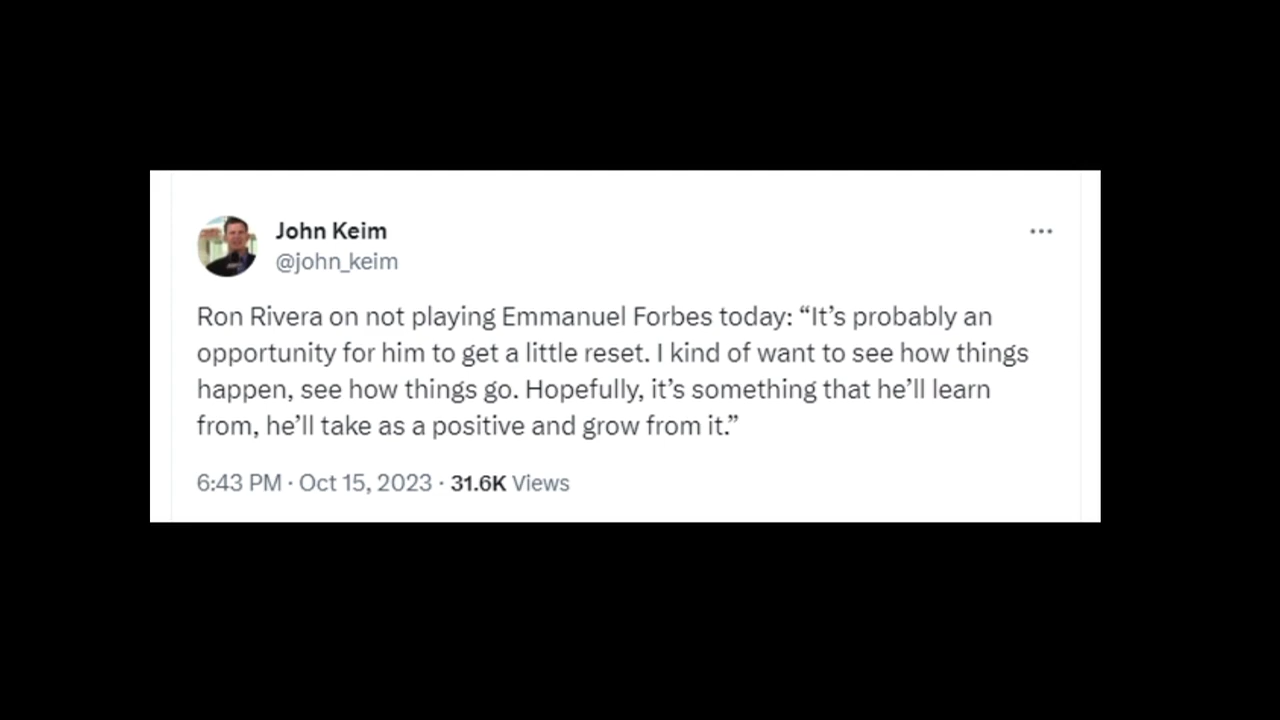 John Keim
@john_keim
Ron Rivera on not playing Emmanuel Forbes today: “It’s probably an
opportunity for him to get a little reset. I kind of want to see how things
happen, see how things go. Hopefully, it’s something that he’ll learn
from, he’ll take as a positive and grow from it.”
6:43 PM · Oct 15, 2023 · 31.6K Views